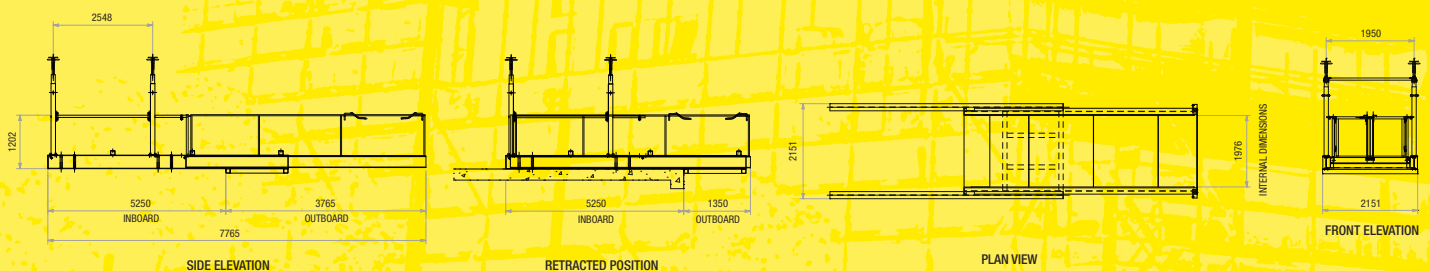 2548
1202
5250
INBOARD
3765
OUTBOARD
7765
SIDE ELEVATION
5250
INBOARD
1350
OUTBOARD
RETRACTED POSITION
2151
1976
INTERNAL DIMENSIONS
PLAN VIEW
1950
2151
FRONT ELEVATION